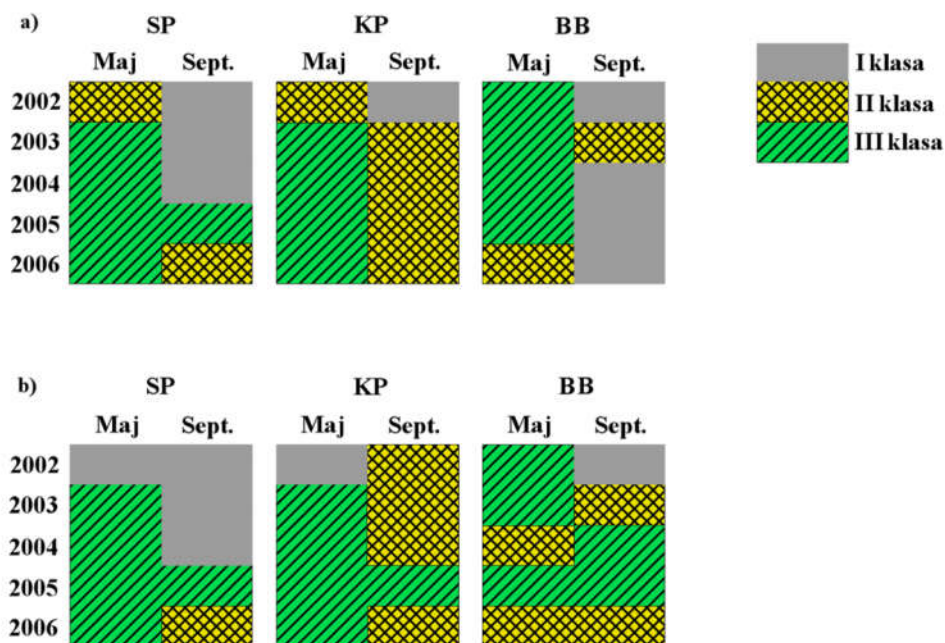 a) SP KP BB
Maj Sept. Maj Sept. Maj Sept.
2002
2003
2004
2005
2006
I klasa
II klasa
III klasa
b) SP KP BB
Maj Sept. Maj Sept. Maj Sept.
2002
2003
2004
2005
2006